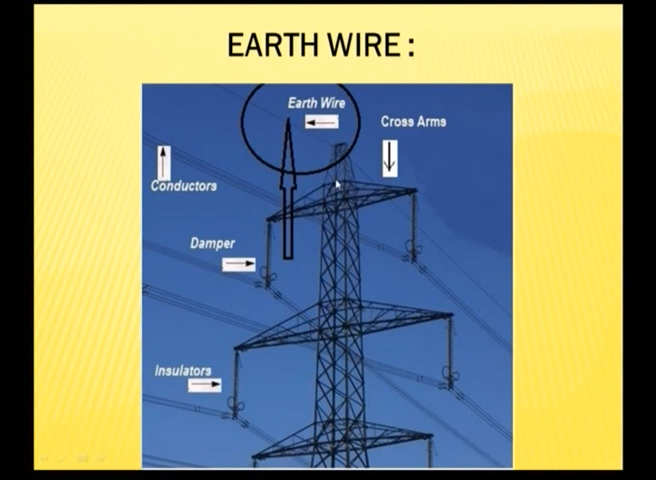 EARTH WIRE :
Earth Wire
Cross Arms
Conductors
Damper
Insulators